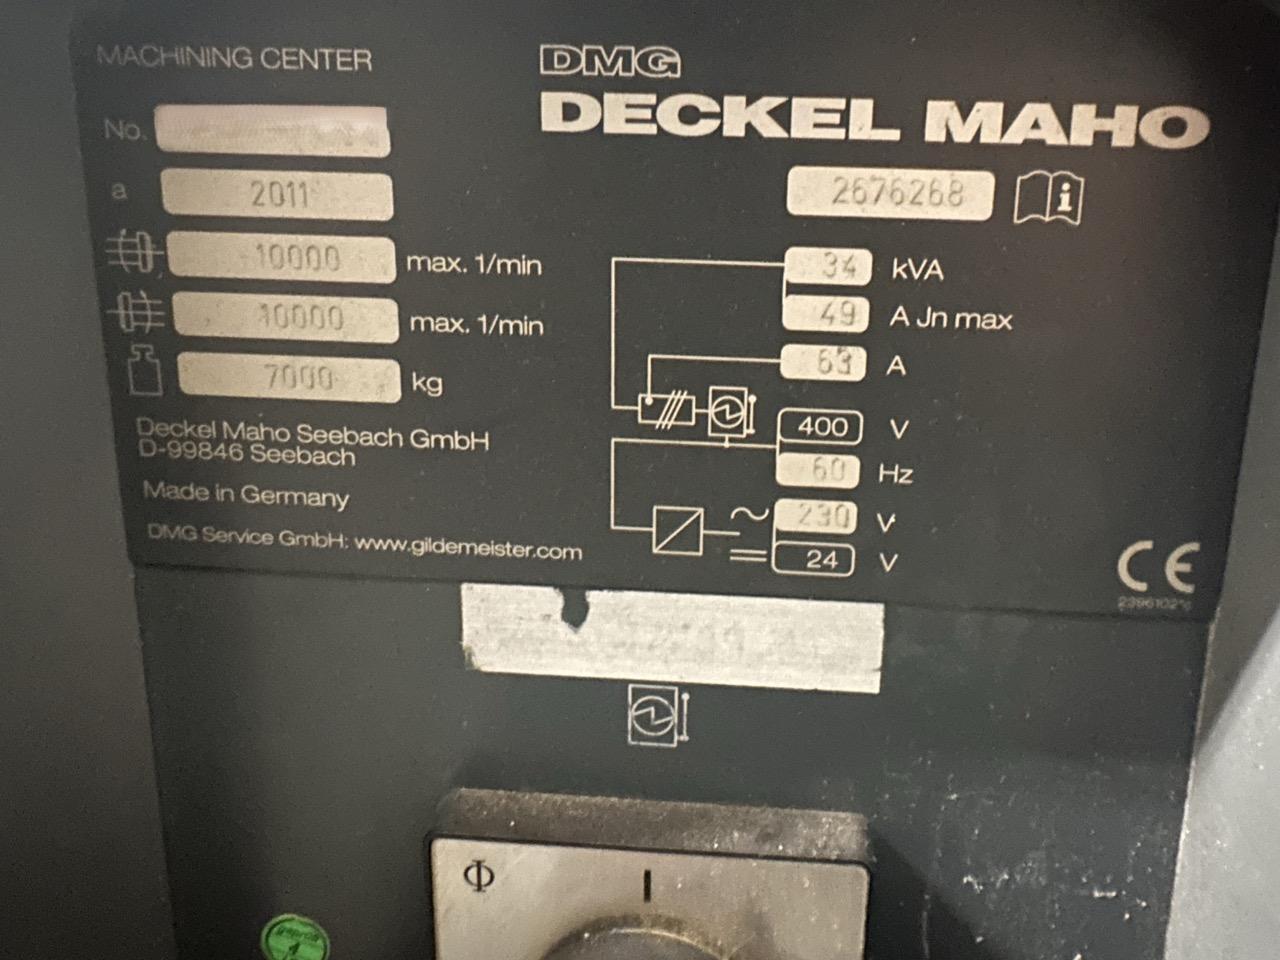 MACHINING CENTER
DMG
DECKEL MAHO
No.
a 2011
2676268
10000 max. 1/min
34 kVA
10000 max. 1/min
49 A Jn max
7000 kg
63 A
Deckel Maho Seebach GmbH
D-99846 Seebach
400 V
60 Hz
Made in Germany
230 V
DMG Service GmbH: www.gildemeister.com
24 V
CE
Φ I